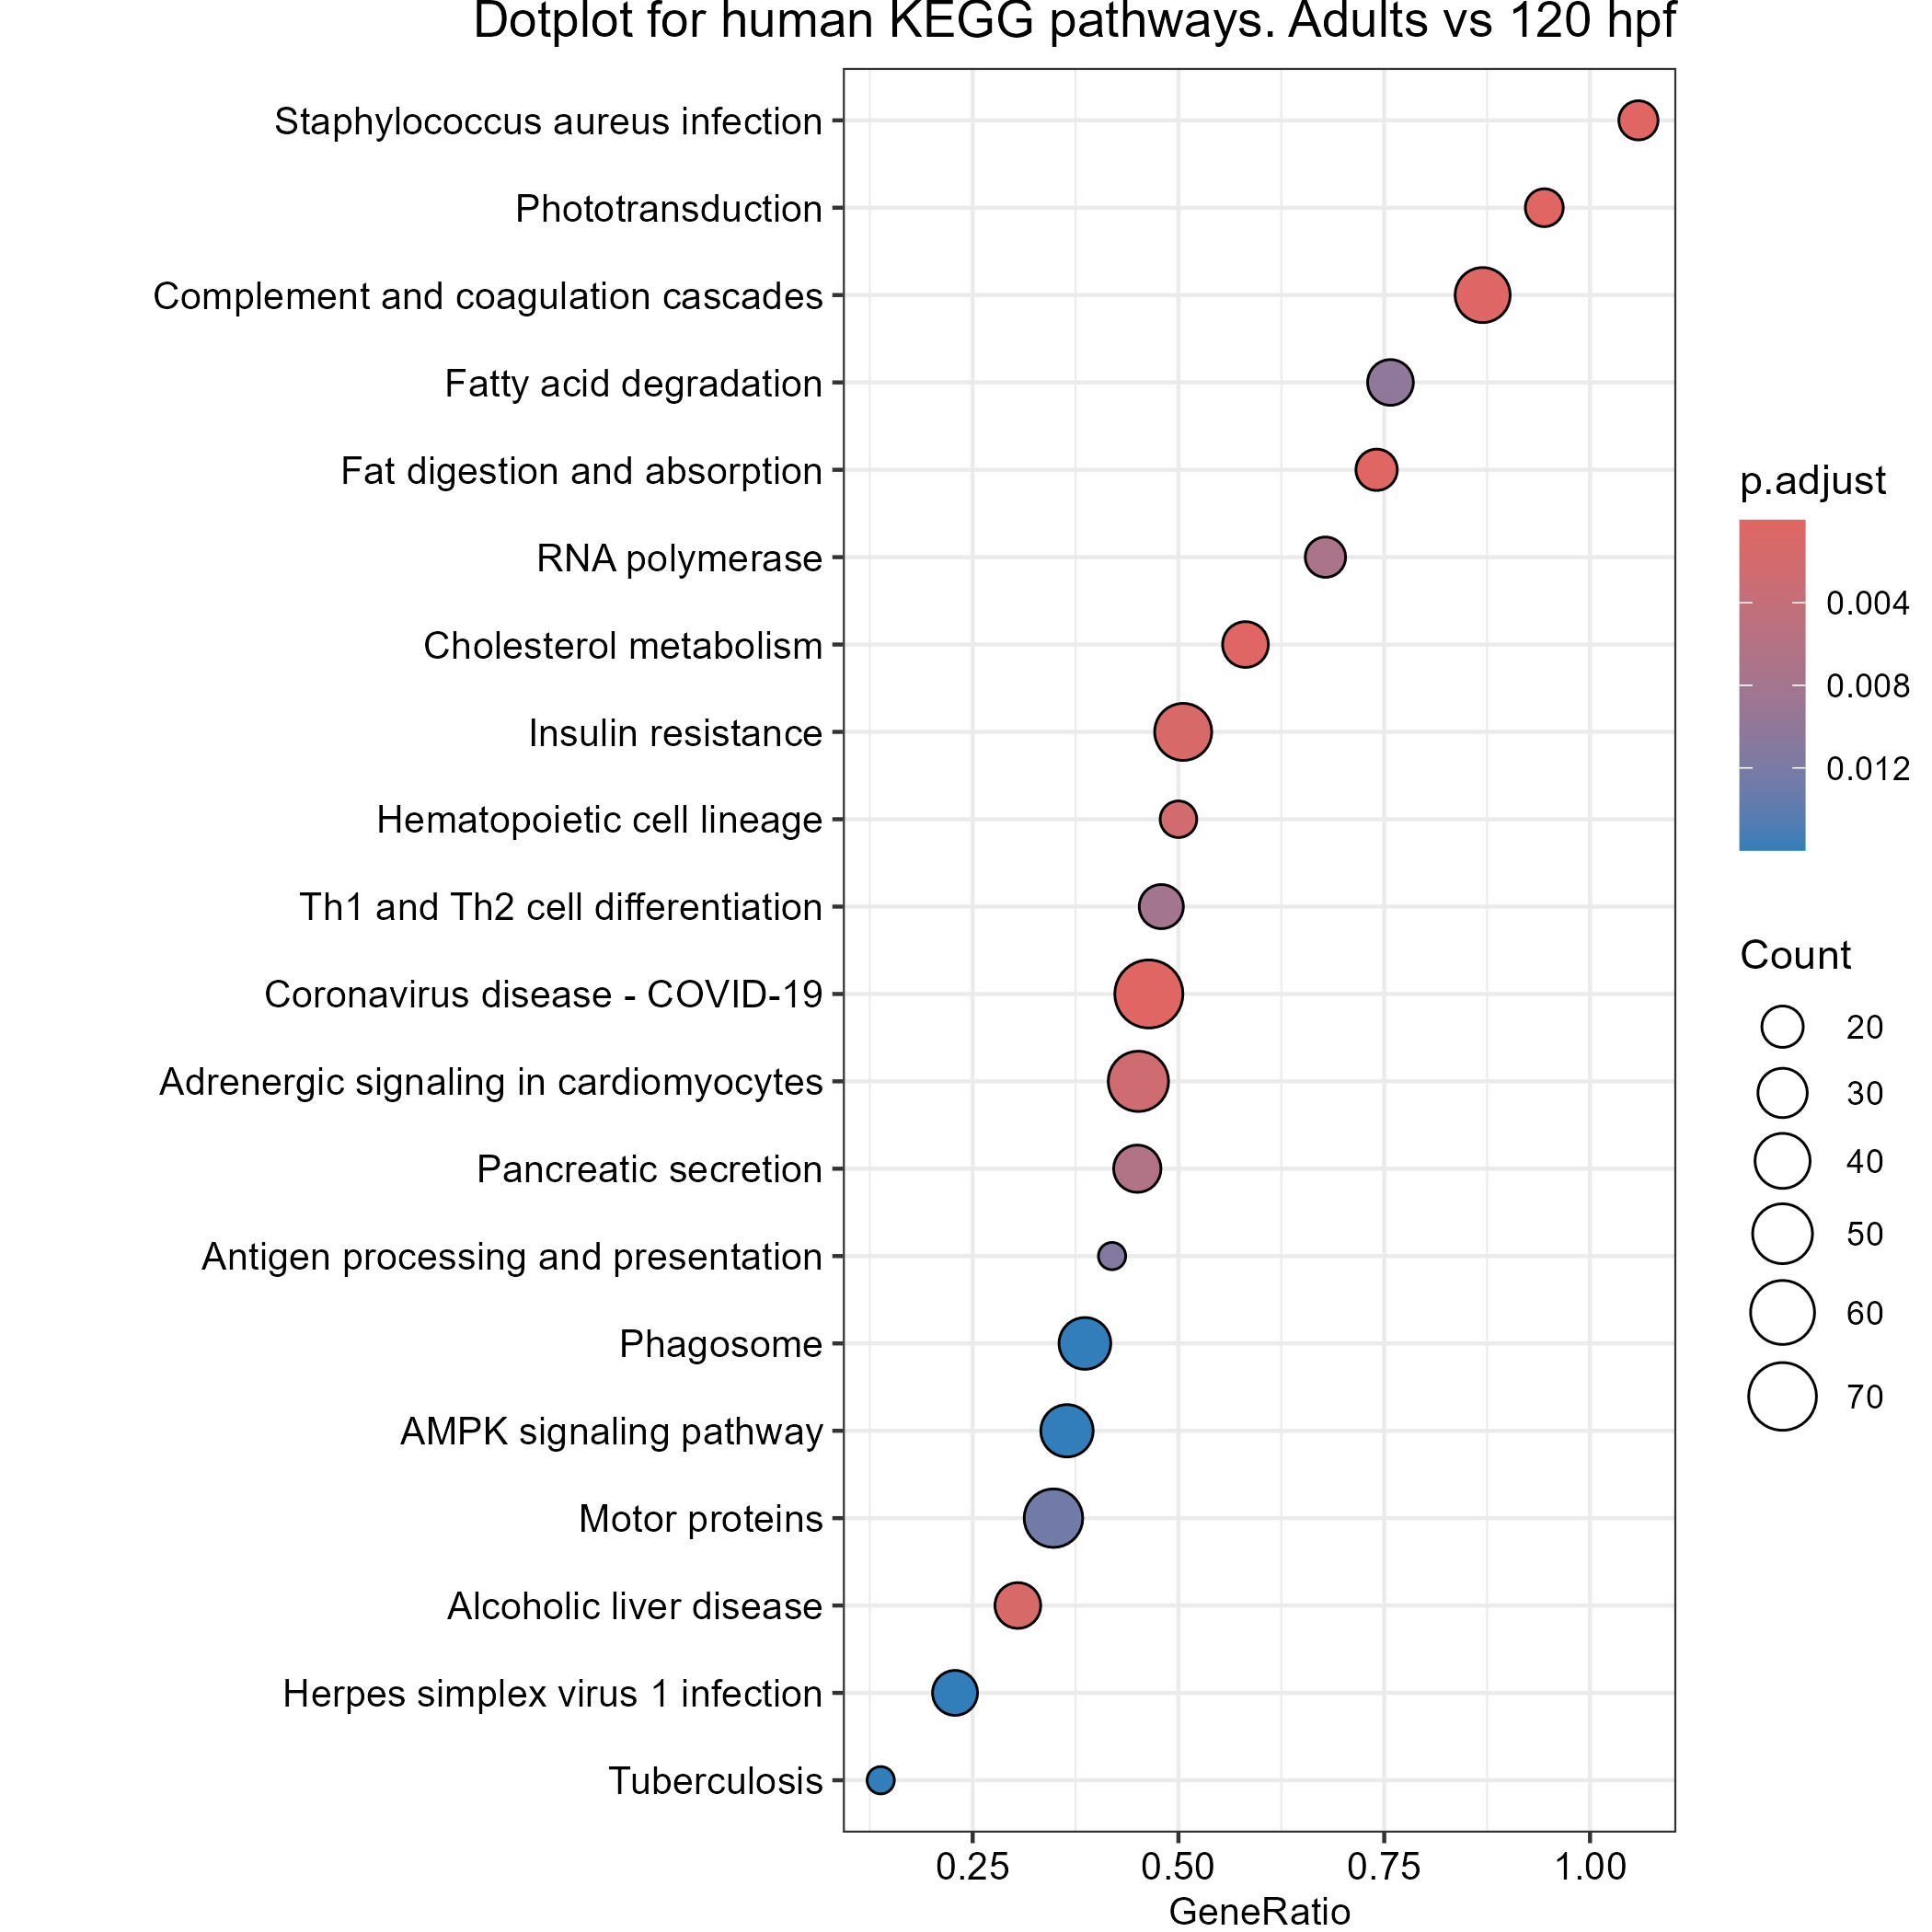 Dotplot for human KEGG pathways. Adults vs 120 hpf
Staphylococcus aureus infection
Phototransduction
Complement and coagulation cascades
Fatty acid degradation
Fat digestion and absorption
RNA polymerase
Cholesterol metabolism
Insulin resistance
Hematopoietic cell lineage
Th1 and Th2 cell differentiation
Coronavirus disease - COVID-19
Adrenergic signaling in cardiomyocytes
Pancreatic secretion
Antigen processing and presentation
Phagosome
AMPK signaling pathway
Motor proteins
Alcoholic liver disease
Herpes simplex virus 1 infection
Tuberculosis
0.25 0.50 0.75 1.00
GeneRatio
p.adjust
0.004
0.008
0.012
Count
20
30
40
50
60
70